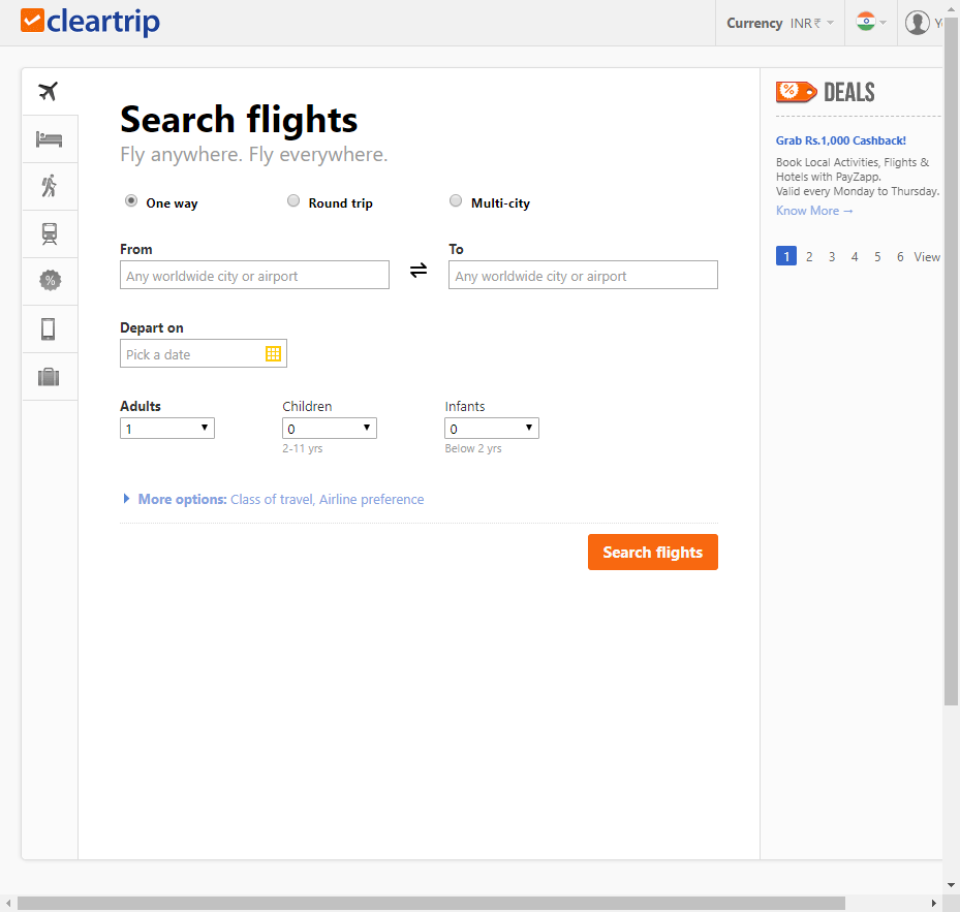 cleartrip
Currency INR ₹
Search flights
Fly anywhere. Fly everywhere.
One way
Round trip
Multi-city
From
Any worldwide city or airport
To
Any worldwide city or airport
Depart on
Pick a date
Adults
1
Children
0
2-11 yrs
Infants
0
Below 2 yrs
More options: Class of travel, Airline preference
Search flights
%
% DEALS
Grab Rs.1,000 Cashback!
Book Local Activities, Flights &
Hotels with PayZapp.
Valid every Monday to Thursday.
Know More →
1 2 3 4 5 6 View